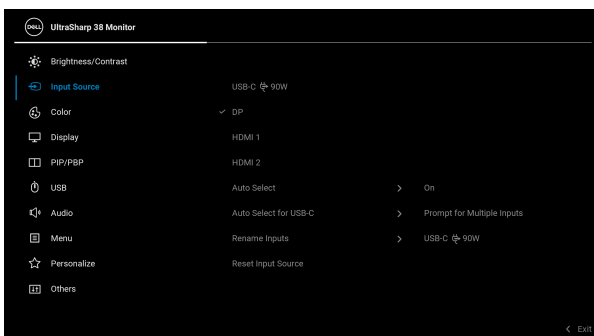 DELL UltraSharp 38 Monitor
Brightness/Contrast
Input Source USB-C 90W
Color DP
Display HDMI 1
PIP/PBP HDMI 2
USB Auto Select On
Audio Auto Select for USB-C Prompt for Multiple Inputs
Menu Rename Inputs USB-C 90W
Personalize Reset Input Source
Others
Exit